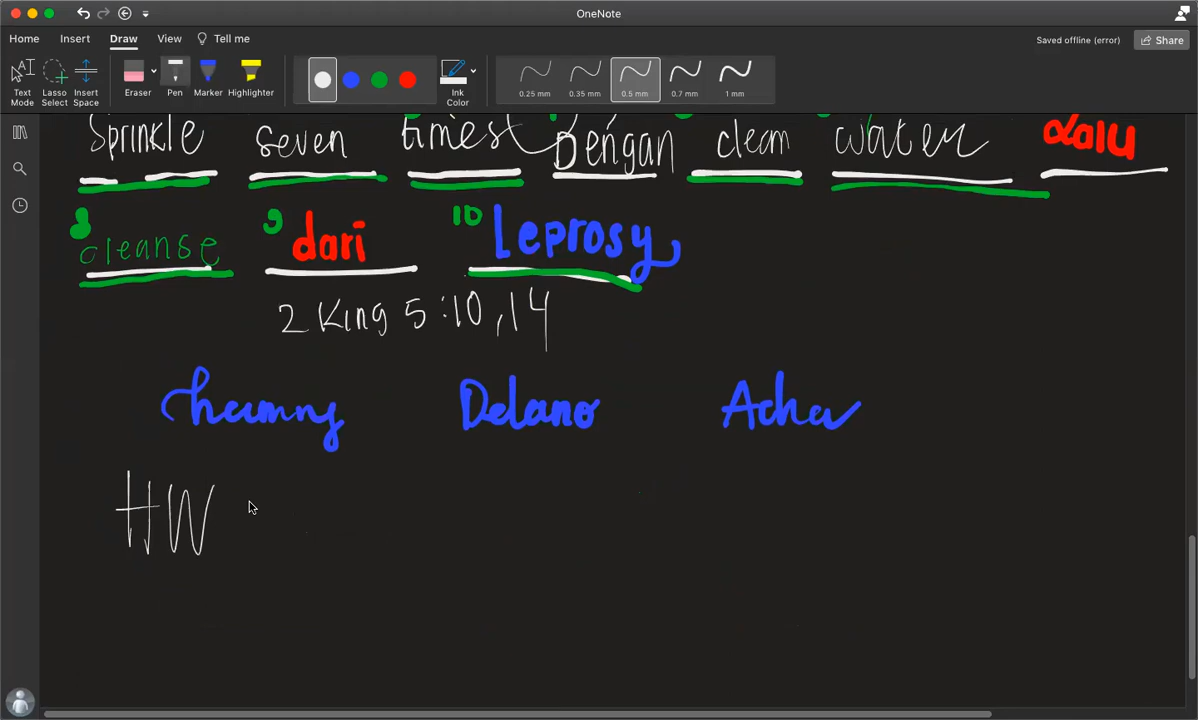 OneNote
Home Insert Draw View Tell me
Saved offline (error) Share
Text Mode Lasso Select Insert Space Eraser Pen Marker Highlighter Ink Color 0.25 mm 0.35 mm 0.5 mm 0.7 mm 1 mm
Sprinkle seven times Dengan clean water Lalu
8 9 10
cleanse dari Leprosy
2 King 5:10,14
Delano Acha
HW